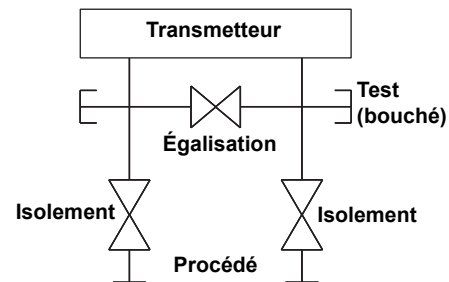 Transmetteur
Test
(bouché)
Égalisation
Isolement
Isolement
Procédé